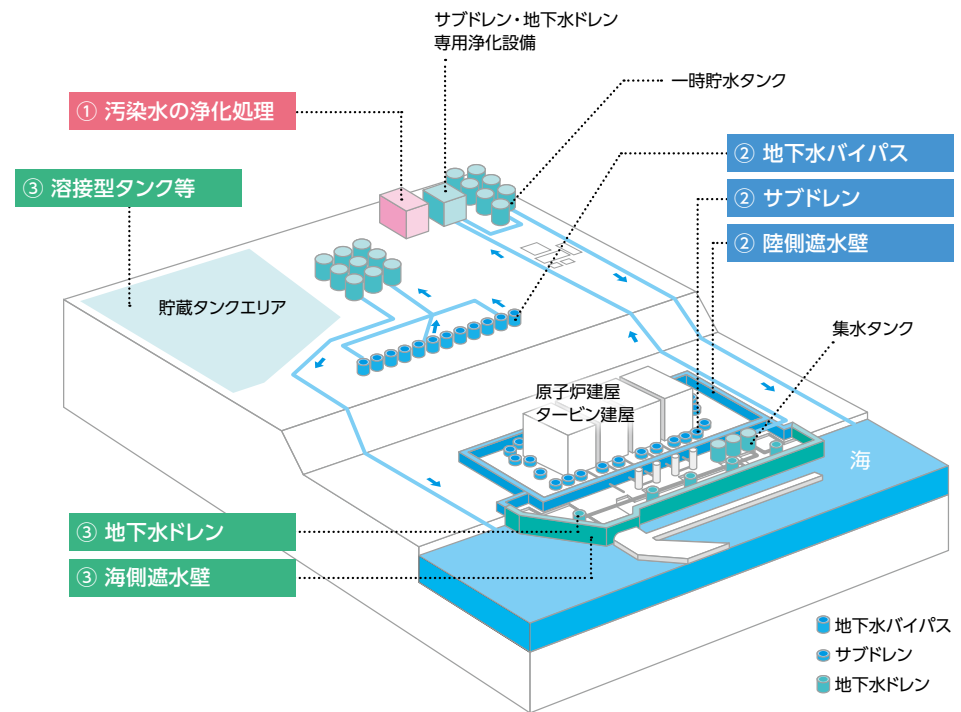 サブドレン・地下水ドレン
専用浄化設備
一時貯水タンク
① 汚染水の浄化処理
② 地下水バイパス
③ 溶接型タンク等
② サブドレン
② 陸側遮水壁
貯蔵タンクエリア
集水タンク
原子炉建屋
タービン建屋
海
③ 地下水ドレン
③ 海側遮水壁
地下水バイパス
サブドレン
地下水ドレン